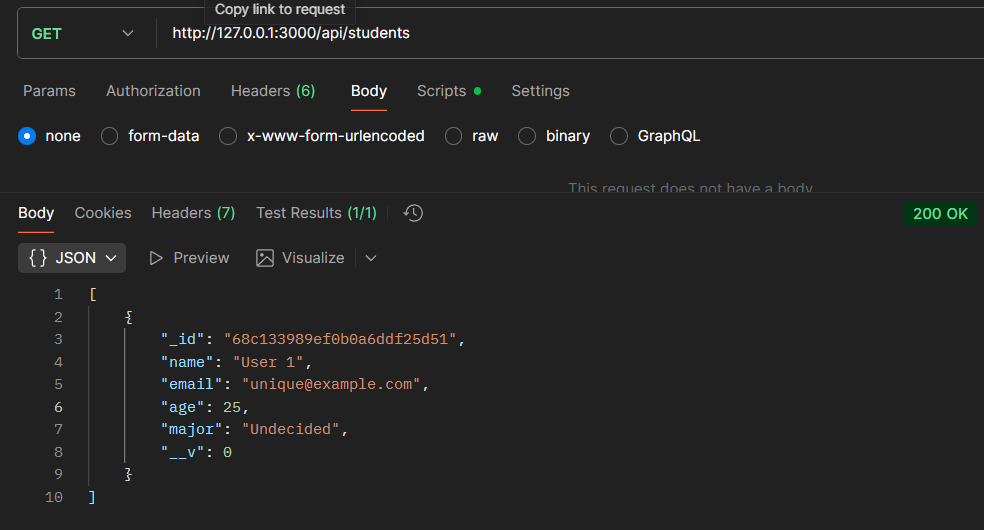 Copy link to request
GET http://127.0.0.1:3000/api/students
Params Authorization Headers (6) Body Scripts Settings
none form-data x-www-form-urlencoded raw binary GraphQL
This request does not have a body
Body Cookies Headers (7) Test Results (1/1) 200 OK
{} JSON Preview Visualize
1 [
2 {
3 "_id": "68c133989ef0b0a6ddf25d51",
4 "name": "User 1",
5 "email": "unique@example.com",
6 "age": 25,
7 "major": "Undecided",
8 "__v": 0
9 }
10 ]